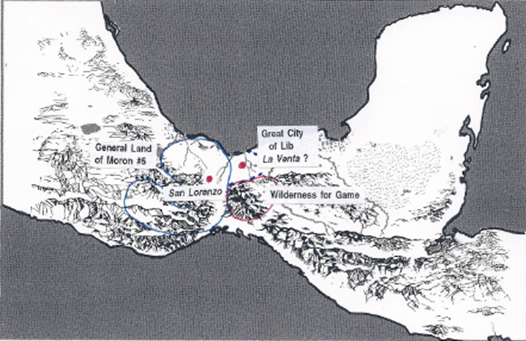 Great City
of Lib
La Venta ?
General Land
of Moron #5
San Lorenzo
Wilderness for Game